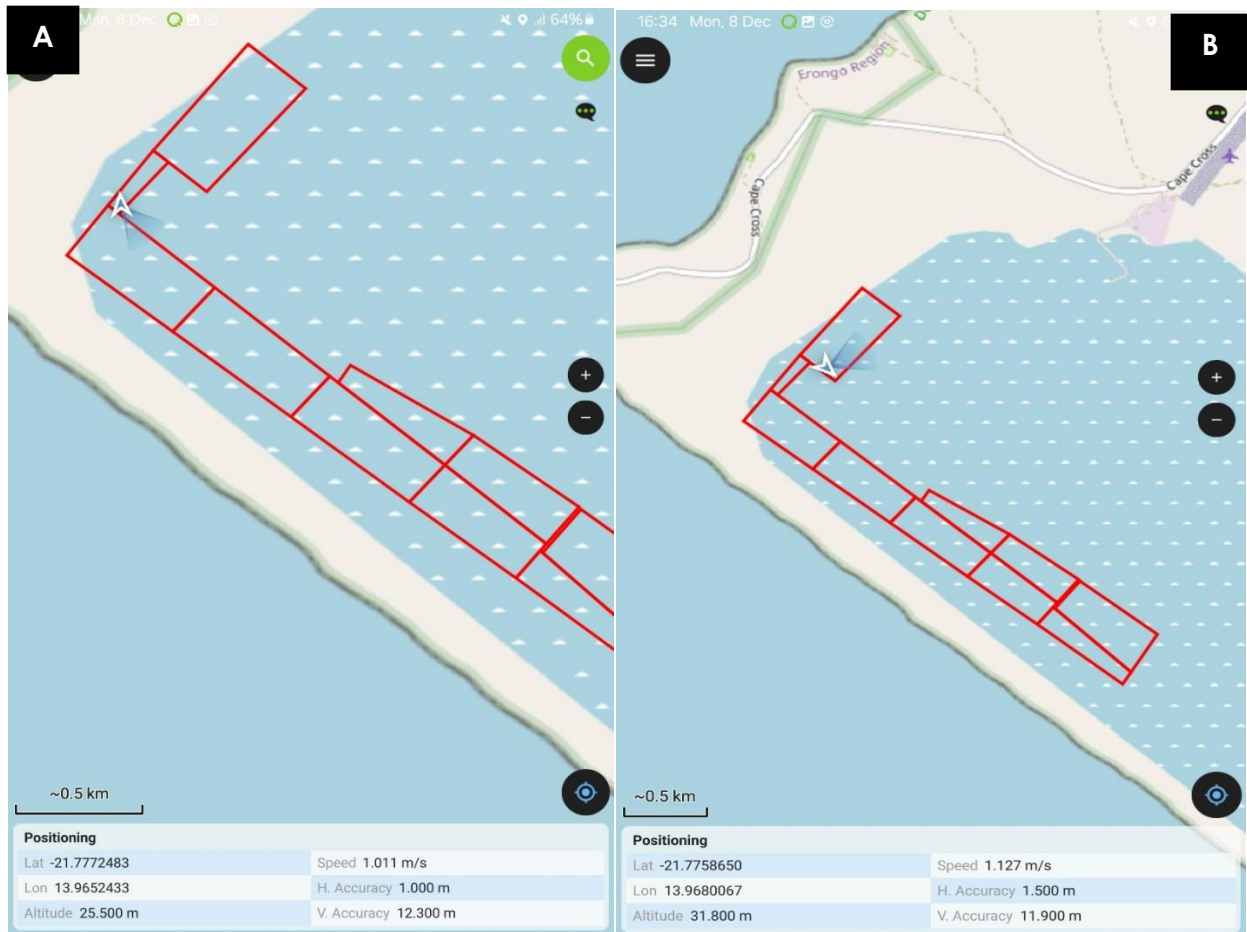 A
Mon, 8 Dec
64%
~0.5 km
Positioning
Lat -21.7772483
Speed 1.011 m/s
Lon 13.9652433
H. Accuracy 1.000 m
Altitude 25.500 m
V. Accuracy 12.300 m
B
16:34 Mon, 8 Dec
Erongo Region
Cape Cross
Cape Cross
~0.5 km
Positioning
Lat -21.7758650
Speed 1.127 m/s
Lon 13.9680067
H. Accuracy 1.500 m
Altitude 31.800 m
V. Accuracy 11.900 m